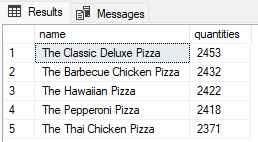 Results Messages
name quantities
1 The Classic Deluxe Pizza 2453
2 The Barbecue Chicken Pizza 2432
3 The Hawaiian Pizza 2422
4 The Pepperoni Pizza 2418
5 The Thai Chicken Pizza 2371